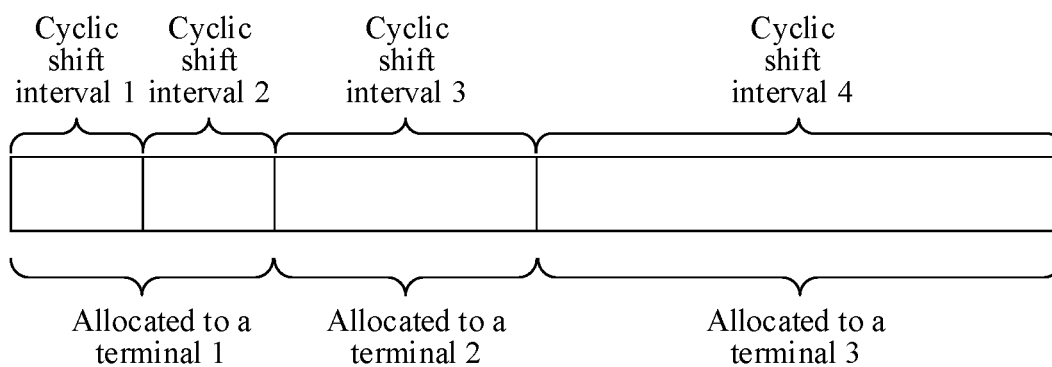 Cyclic
shift
interval 1
Cyclic
shift
interval 2
Cyclic
shift
interval 3
Cyclic
shift
interval 4
Allocated to a
terminal 1
Allocated to a
terminal 2
Allocated to a
terminal 3